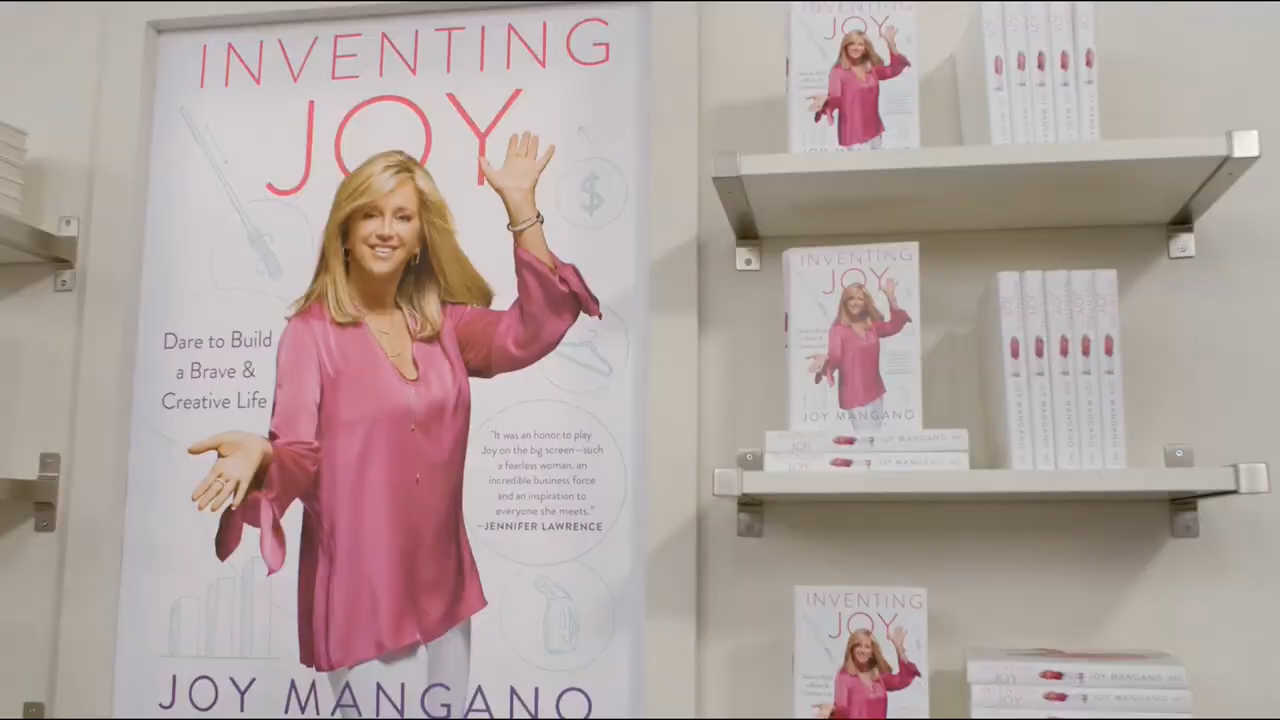 INVENTING
JOY
Dare to Build
a Brave &
Creative Life
"It was an honor to play
Joy on the big screen—such
a fearless woman, an
incredible business force
and an inspiration to
everyone she meets."
—JENNIFER LAWRENCE
JOY MANGANO
INVENTING
JOY
INVENTING
JOY
JOY MANGANO
JOY MANGANO
JOY MANGANO
JOY MANGANO
INVENTING
JOY
JOY MANGANO
JOY MANGANO